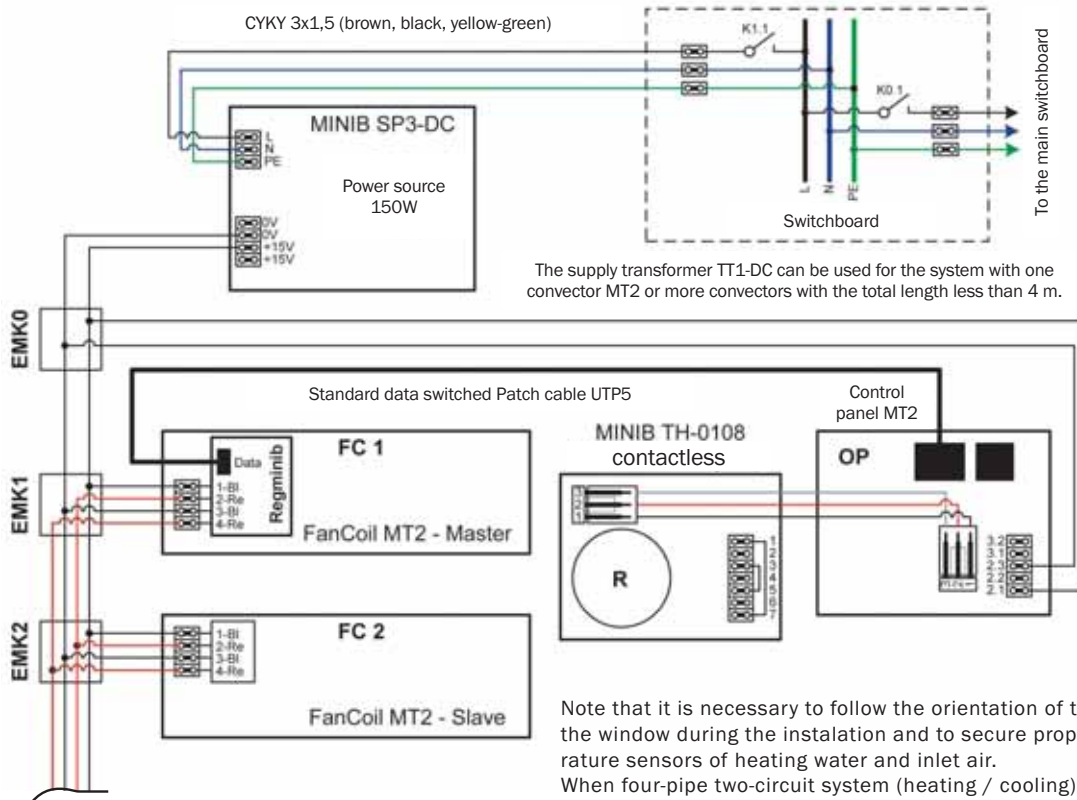 CYKY 3x1,5 (brown, black, yellow-green)
K1.1
K0.1
To the main switchboard
L
N
PE
Switchboard
MINIB SP3-DC
L
N
PE
Power source
150W
0V
0V
+15V
+15V
The supply transformer TT1-DC can be used for the system with one
convector MT2 or more convectors with the total length less than 4 m.
EMK0
Standard data switched Patch cable UTP5
Control
panel MT2
FC 1
Data
Regminib
1-Bl
2-Re
3-Bl
4-Re
FanCoil MT2 - Master
EMK1
MINIB TH-0108
contactless
3
2
1
R
1
2
3
4
5
6
7
OP
3.2
3.1
2.3
2.2
2.1
EMK2
FC 2
1-Bl
2-Re
3-Bl
4-Re
FanCoil MT2 - Slave
Note that it is necessary to follow the orientation of t
the window during the instalation and to secure prop
rature sensors of heating water and inlet air.
When four-pipe two-circuit system (heating / cooling)